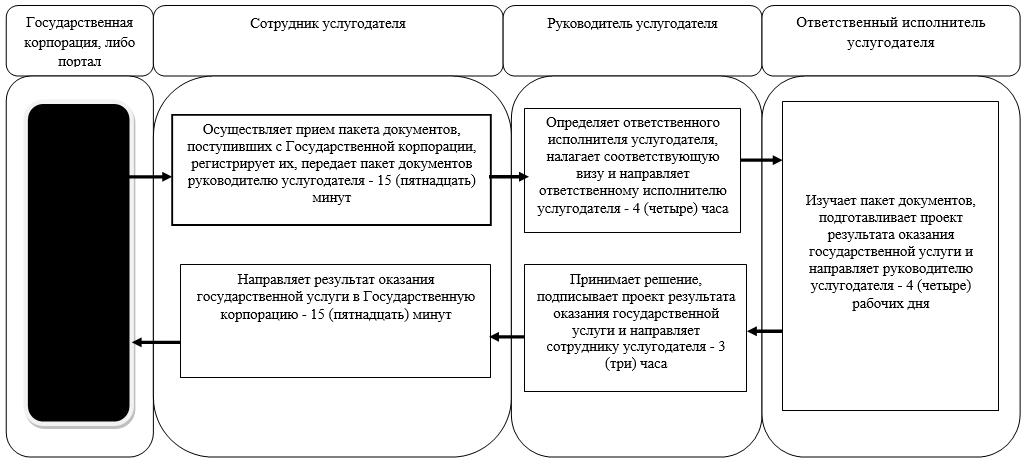 Государственная
корпорация, либо
портал
Сотрудник услугодателя
Руководитель услугодателя
Ответственный исполнитель
услугодателя
Осуществляет прием пакета документов,
поступивших с Государственной корпорации,
регистрирует их, передает пакет документов
руководителю услугодателя - 15 (пятнадцать)
минут
Определяет ответственного
исполнителя услугодателя,
налагает соответствующую
визу и направляет
ответственному исполнителю
услугодателя - 4 (четыре) часа
Изучает пакет документов,
подготавливает проект
результата оказания
государственной услуги и
направляет руководителю
услугодателя - 4 (четыре)
рабочих дня
Принимает решение,
подписывает проект результата
оказания государственной
услуги и направляет
сотруднику услугодателя - 3
(три) часа
Направляет результат оказания
государственной услуги в Государственную
корпорацию - 15 (пятнадцать) минут